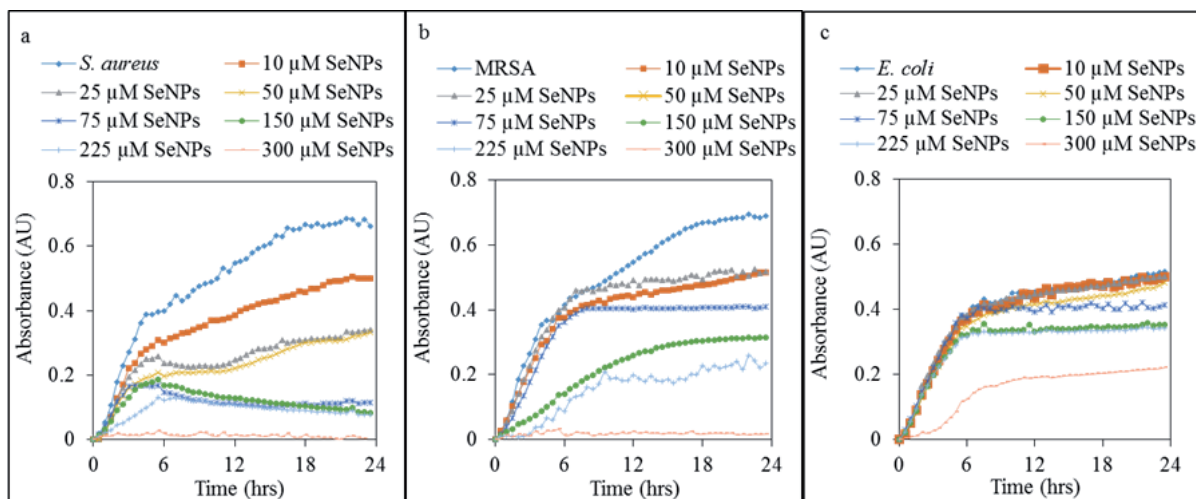 a
S. aureus
10 µM SeNPs
25 µM SeNPs
50 µM SeNPs
75 µM SeNPs
150 µM SeNPs
225 µM SeNPs
300 µM SeNPs
0.8
0.6
0.4
0.2
0
Absorbance (AU)
0 6 12 18 24
Time (hrs)
b
MRSA
10 µM SeNPs
25 µM SeNPs
50 µM SeNPs
75 µM SeNPs
150 µM SeNPs
225 µM SeNPs
300 µM SeNPs
0.8
0.6
0.4
0.2
0
Absorbance (AU)
0 6 12 18 24
Time (hrs)
c
E. coli
10 µM SeNPs
25 µM SeNPs
50 µM SeNPs
75 µM SeNPs
150 µM SeNPs
225 µM SeNPs
300 µM SeNPs
0.8
0.6
0.4
0.2
0
Absorbance (AU)
0 6 12 18 24
Time (hrs)